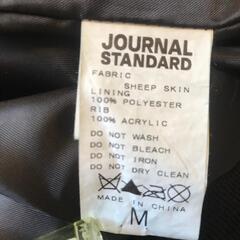 JOURNAL
STANDARD
FABRIC
SHEEP SKIN
LINING
100% POLYESTER
RIB
100% ACRYLIC
DO NOT WASH
DO NOT BLEACH
DO NOT IRON
DO NOT DRY CLEAN
MADE IN CHINA
M